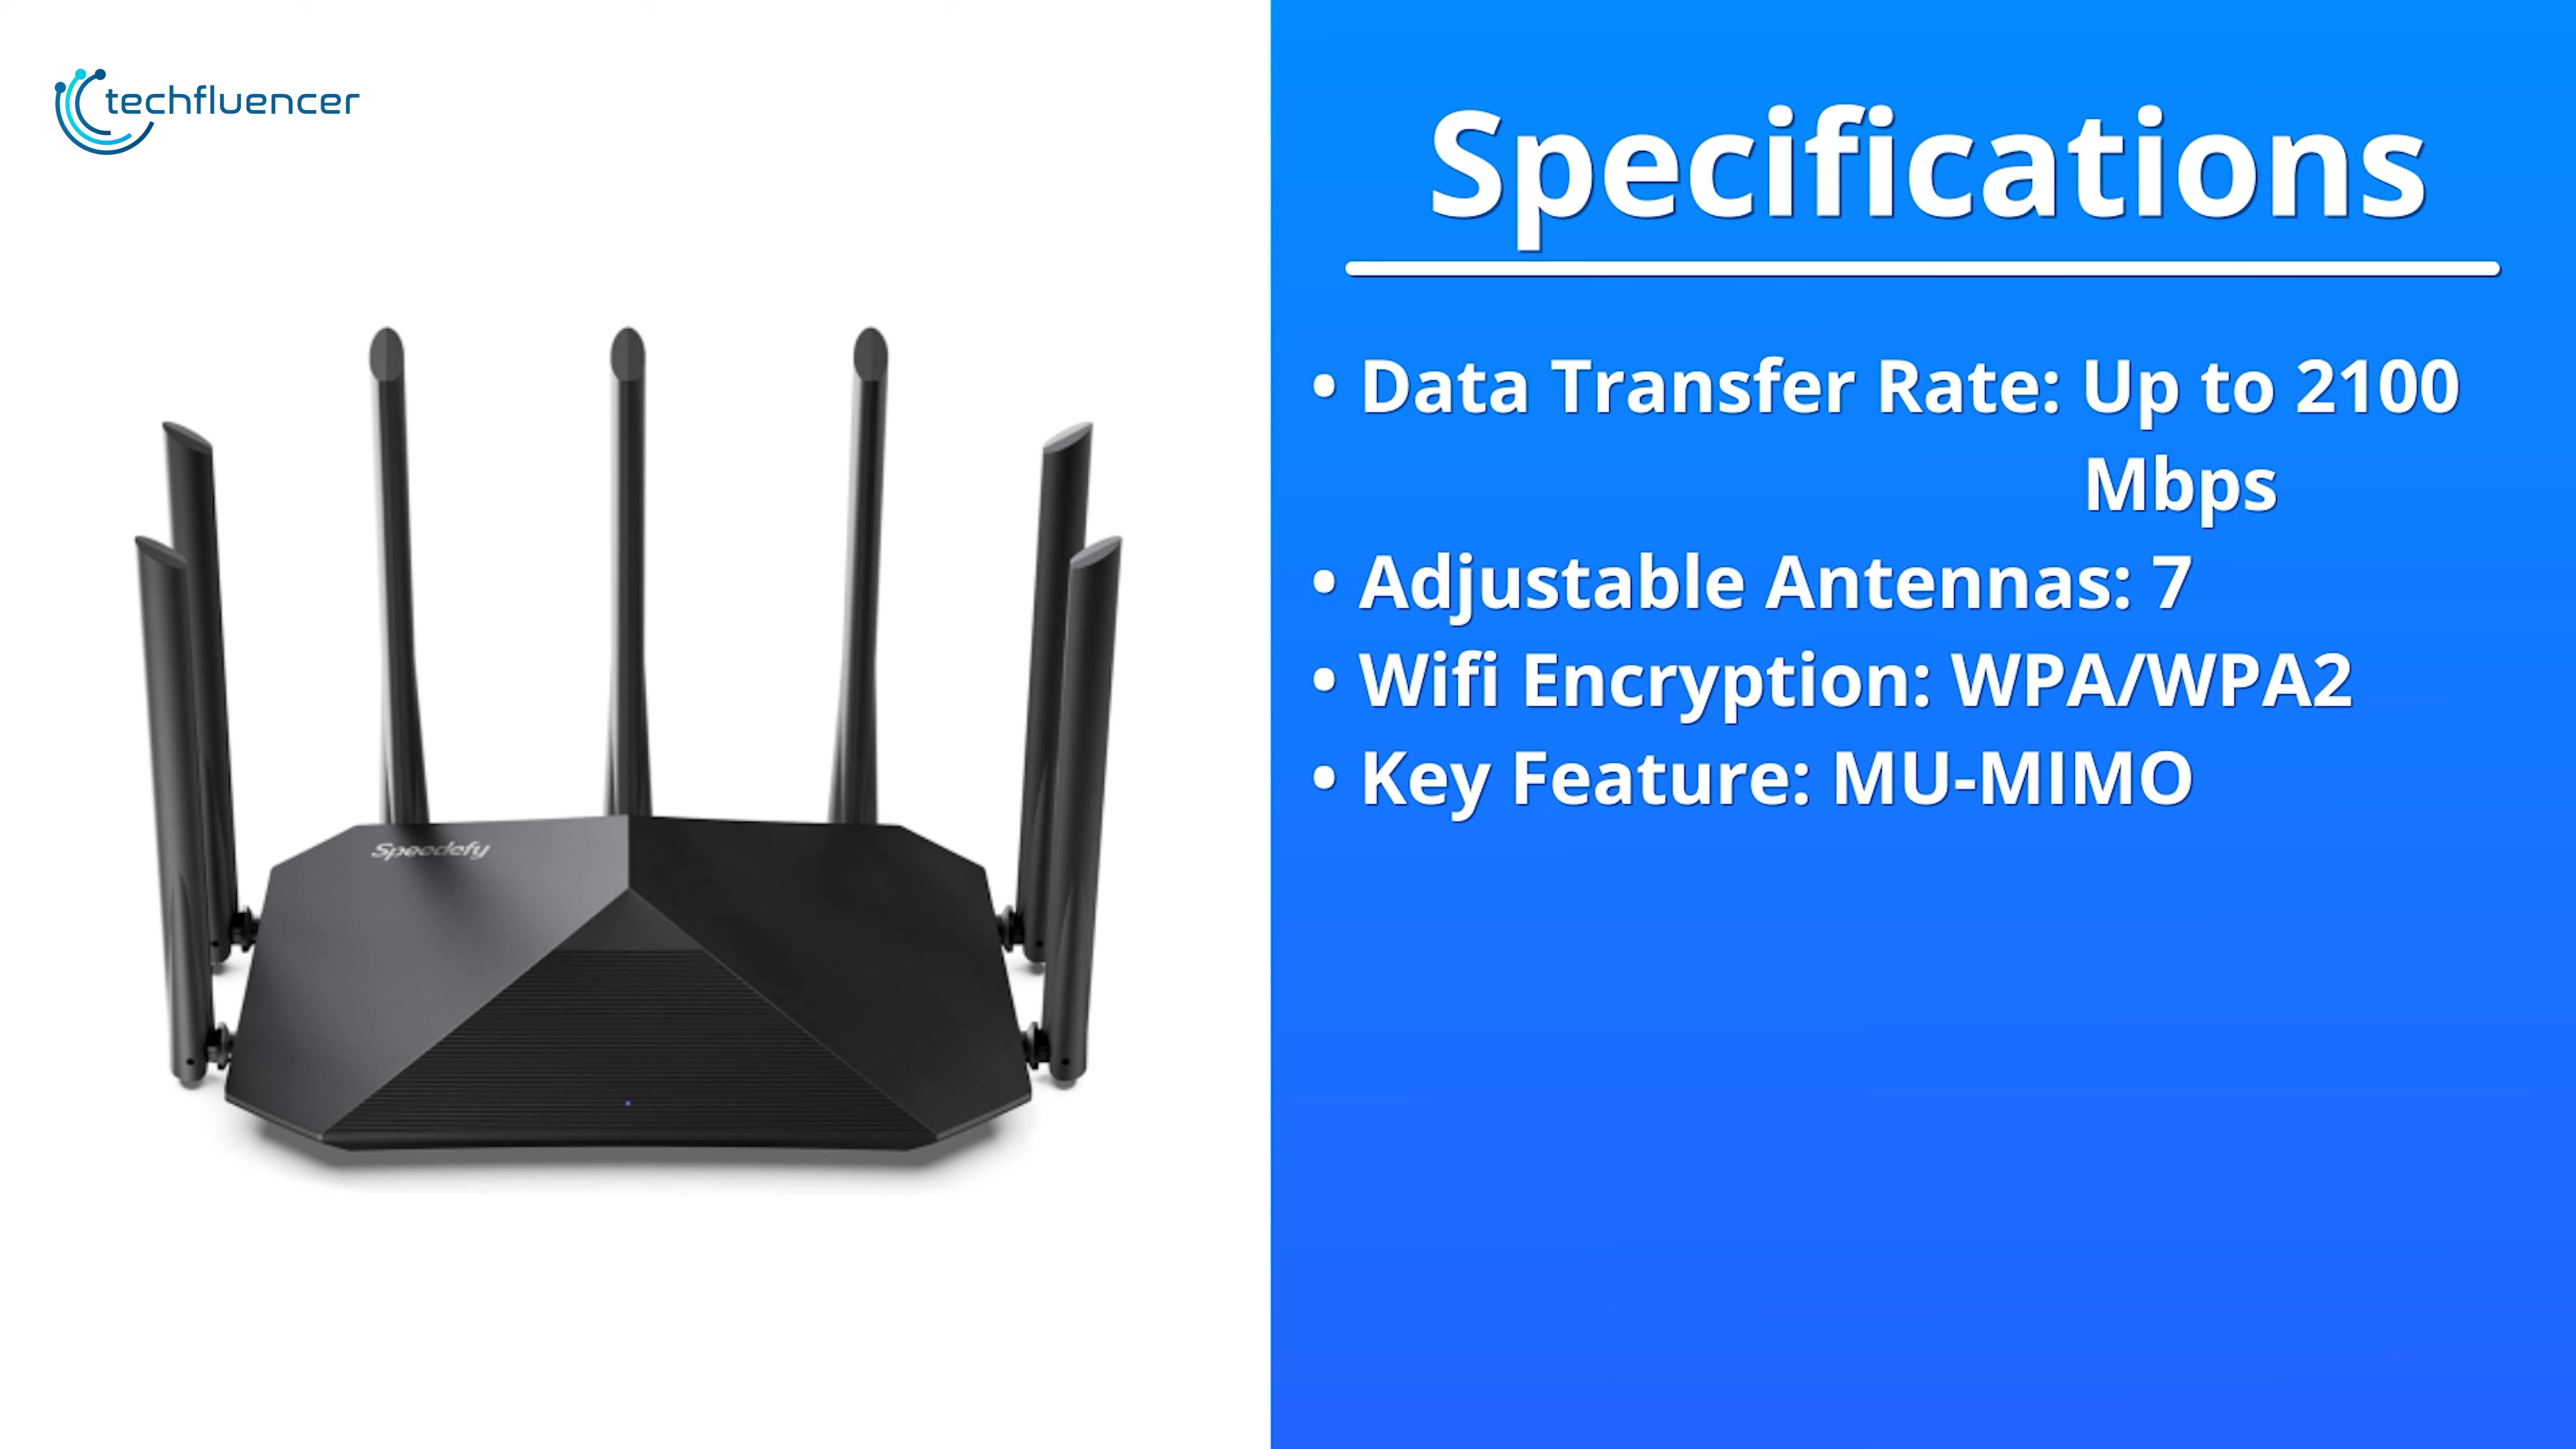 techfluencer
Specifications
• Data Transfer Rate: Up to 2100
Mbps
• Adjustable Antennas: 7
• Wifi Encryption: WPA/WPA2
• Key Feature: MU-MIMO
Speedefy